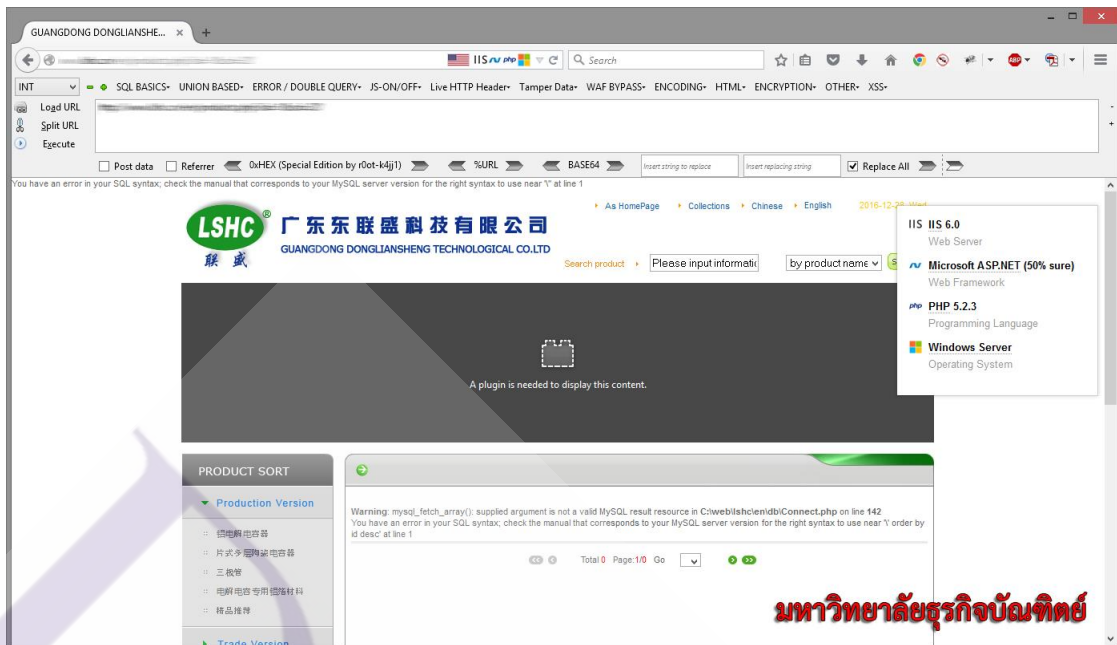 GUANGDONG DONGLIANSHE...
IIS php
Search
INT
SQL BASICS UNION BASED ERROR / DOUBLE QUERY JS-ON/OFF Live HTTP Header Tamper Data WAF BYPASS ENCODING HTML ENCRYPTION OTHER XSS
Load URL
Split URL
Execute
Post data Referrer 0xHEX (Special Edition by r0ot-k4jj1) %URL BASE64 Insert string to replace Insert replacing string Replace All
You have an error in your SQL syntax; check the manual that corresponds to your MySQL server version for the right syntax to use near '\'' at line 1
As HomePage Collections Chinese English
LSHC®
联盛
广东东联盛科技有限公司
GUANGDONG DONGLIANSHENG TECHNOLOGICAL CO.LTD
Search product Please input informatic by product name
IIS IIS 6.0
Web Server
Microsoft ASP.NET (50% sure)
Web Framework
php PHP 5.2.3
Programming Language
Windows Server
Operating System
A plugin is needed to display this content.
PRODUCT SORT
Production Version
铝电解电容器
片式多层陶瓷电容器
三极管
电解电容专用铝箔材料
精品推荐
Trade Version
Warning: mysql_fetch_array(): supplied argument is not a valid MySQL result resource in C:\web\lshc\en\db\Connect.php on line 142
You have an error in your SQL syntax; check the manual that corresponds to your MySQL server version for the right syntax to use near '\' order by
id desc' at line 1
Total 0 Page:1/0 Go
มหาวิทยาลัยธุรกิจบัณฑิตย์